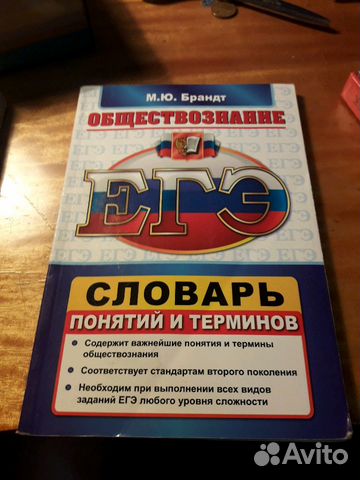 М.Ю. Брандт
ОБЩЕСТВОЗНАНИЕ
ЕГЭ
СЛОВАРЬ
ПОНЯТИЙ И ТЕРМИНОВ
• Содержит важнейшие понятия и термины
обществознания
• Соответствует стандартам второго поколения
• Необходим при выполнении всех видов
заданий ЕГЭ любого уровня сложности
Avito